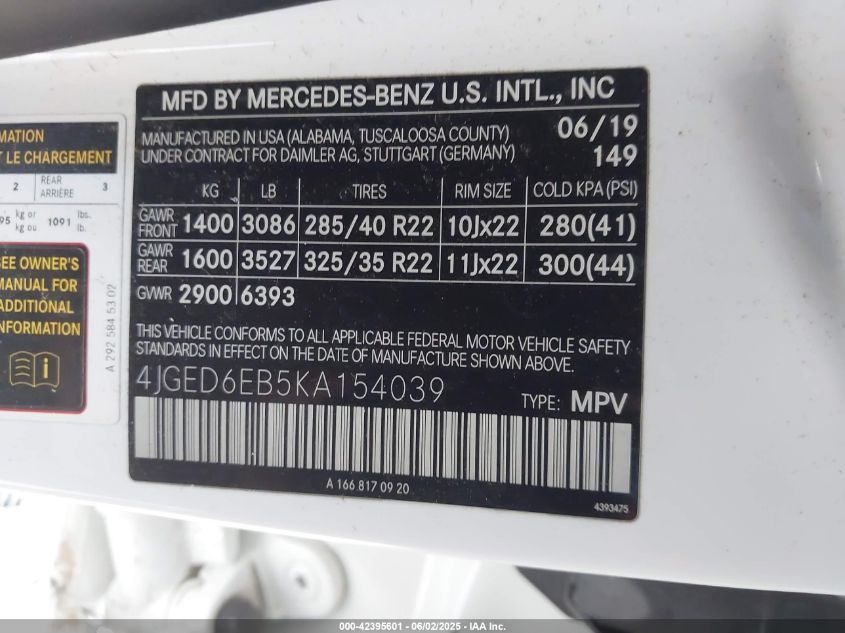 MFD BY MERCEDES-BENZ U.S. INTL., INC
MANUFACTURED IN USA (ALABAMA, TUSCALOOSA COUNTY) 06/19
UNDER CONTRACT FOR DAIMLER AG, STUTTGART (GERMANY) 149
KG LB TIRES RIM SIZE COLD KPA (PSI)
GAWR FRONT 1400 3086 285/40 R22 10Jx22 280(41)
GAWR REAR 1600 3527 325/35 R22 11Jx22 300(44)
GVWR 2900 6393
THIS VEHICLE CONFORMS TO ALL APPLICABLE FEDERAL MOTOR VEHICLE SAFETY
STANDARDS IN EFFECT ON THE DATE OF MANUFACTURE SHOWN ABOVE.
4JGED6EB5KA154039 TYPE: MPV
A 166 817 09 20
4393475
LE CHARGEMENT
2 REAR 3
ARRIÈRE
95 kg or 1091 lbs.
kg ou lb.
OWNER'S
MANUAL FOR
ADDITIONAL
INFORMATION
A 292 584 53 02
000-42395601 - 06/02/2025 - IAA Inc.